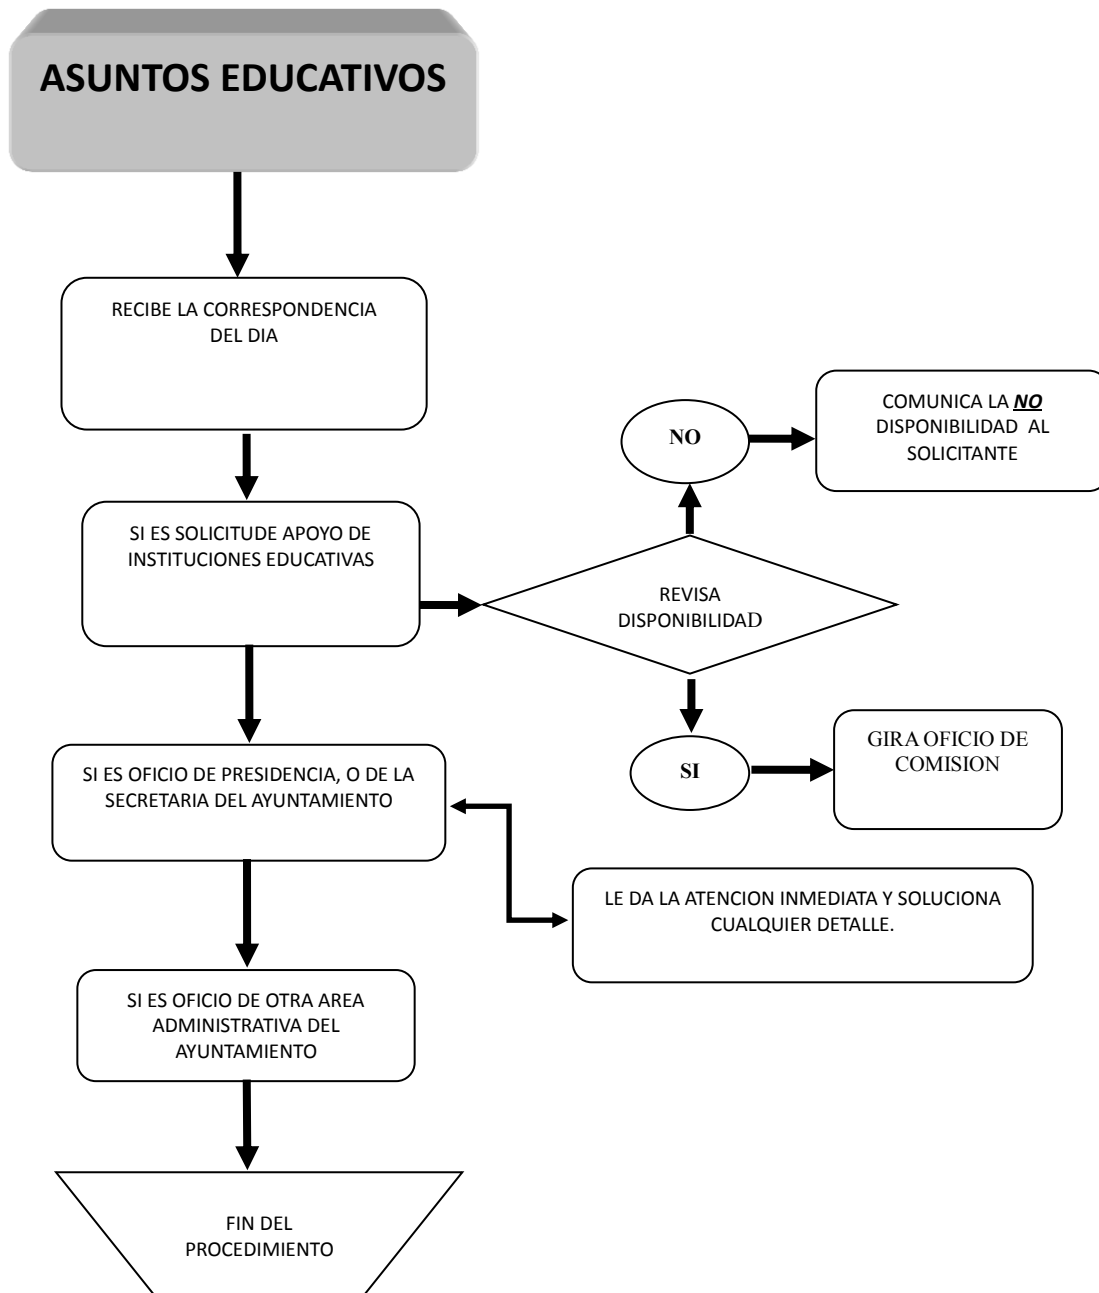 ASUNTOS EDUCATIVOS
RECIBE LA CORRESPONDENCIA
DEL DIA
COMUNICA LA NO
DISPONIBILIDAD AL
SOLICITANTE
NO
SI ES SOLICITUDE APOYO DE
INSTITUCIONES EDUCATIVAS
REVISA
DISPONIBILIDAD
SI
GIRA OFICIO DE
COMISION
SI ES OFICIO DE PRESIDENCIA, O DE LA
SECRETARIA DEL AYUNTAMIENTO
LE DA LA ATENCION INMEDIATA Y SOLUCIONA
CUALQUIER DETALLE.
SI ES OFICIO DE OTRA AREA
ADMINISTRATIVA DEL
AYUNTAMIENTO
FIN DEL
PROCEDIMIENTO